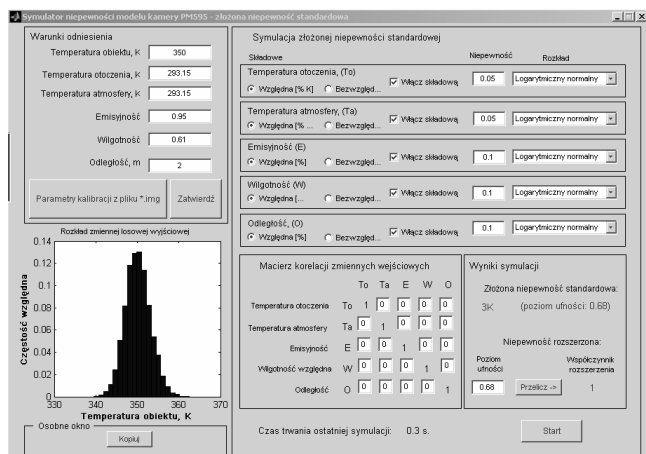 Symulator niepewności modelu kamery PM595 - złożona niepewność standardowa
Warunki odniesienia
Temperatura obiektu, K 350
Temperatura otoczenia, K 293.15
Temperatura atmosfery, K 293.15
Emisyjność 0.95
Wilgotność 0.61
Odległość, m 2
Parametry kalibracji z pliku *.img
Zatwierdź
Rozkład zmiennej losowej wyjściowej
Częstość względna
0.14
0.12
0.1
0.08
0.06
0.04
0.02
0
330 340 350 360 370
Temperatura obiektu, K
Osobne okno
Kopiuj
Symulacja złożonej niepewności standardowej
Składowe Niepewność Rozkład
Temperatura otoczenia, (To)
Względna [% K] Bezwzględ... Włącz składową 0.05 Logarytmiczny normalny
Temperatura atmosfery, (Ta)
Względna [% ... Bezwzględ... Włącz składową 0.05 Logarytmiczny normalny
Emisyjność (E)
Względna [%] Bezwzględ... Włącz składową 0.1 Logarytmiczny normalny
Wilgotność (W)
Względna [... Bezwzględ... Włącz składową 0.1 Logarytmiczny normalny
Odległość, (O)
Względna [%] Bezwzględ... Włącz składową 0.1 Logarytmiczny normalny
Macierz korelacji zmiennych wejściowych
To Ta E W O
Temperatura otoczenia To 1 0 0 0 0
Temperatura atmosfery Ta 0 1 0 0 0
Emisyjność E 0 0 1 0 0
Wilgotność względna W 0 0 0 1 0
Odległość O 0 0 0 0 1
Wyniki symulacji
Złożona niepewność standardowa:
3K (poziom ufności: 0.68)
Niepewność rozszerzona:
Poziom ufności
Współczynnik rozszerzenia
0.68 Przelicz -> 1
Czas trwania ostatniej symulacji: 0.3 s.
Start